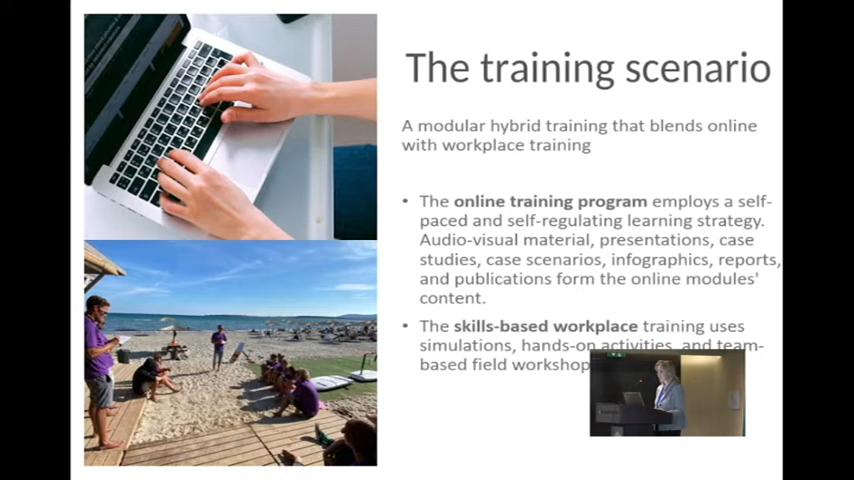 The training scenario
A modular hybrid training that blends online
with workplace training
• The online training program employs a self-
paced and self-regulating learning strategy.
Audio-visual material, presentations, case
studies, case scenarios, infographics, reports,
and publications form the online modules'
content.
• The skills-based workplace training uses
simulations, hands-on activities, and team-
based field workshop